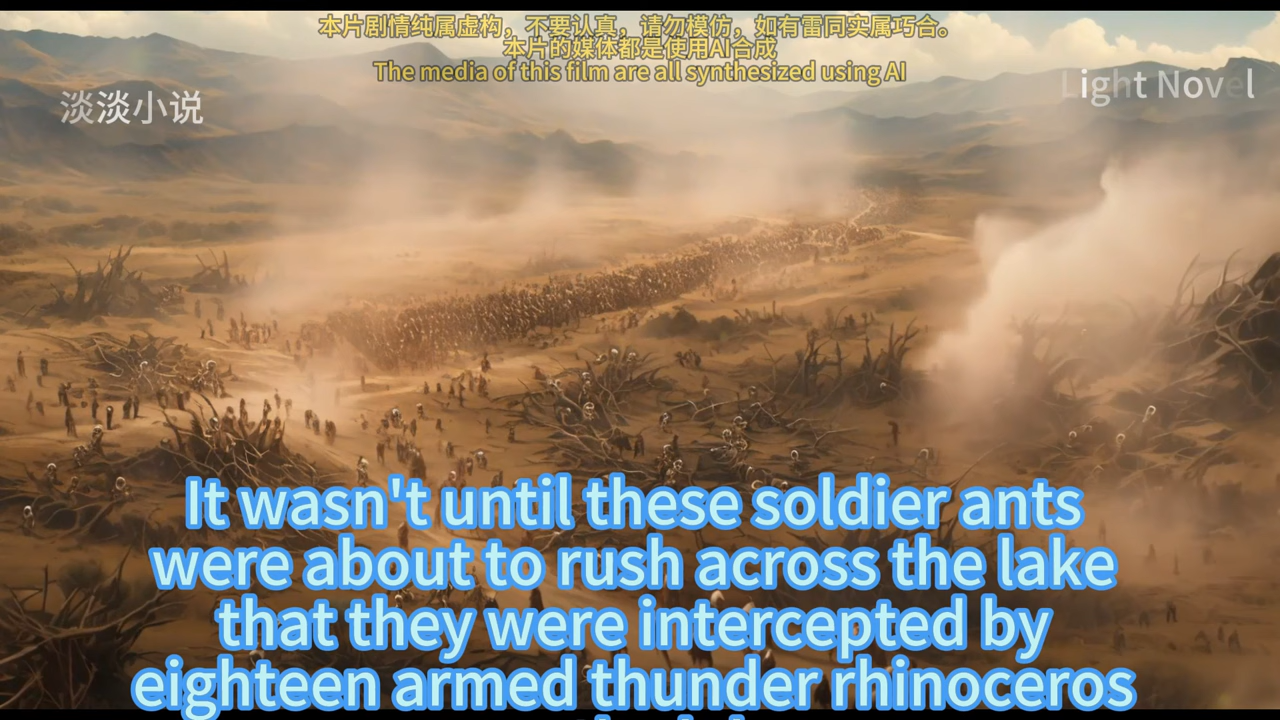 本片剧情纯属虚构，不要认真，请勿模仿，如有雷同实属巧合。
本片的媒体都是使用AI合成
The media of this film are all synthesized using AI
淡淡小说
Light Novel
It wasn't until these soldier ants
were about to rush across the lake
that they were intercepted by
eighteen armed thunder rhinoceros